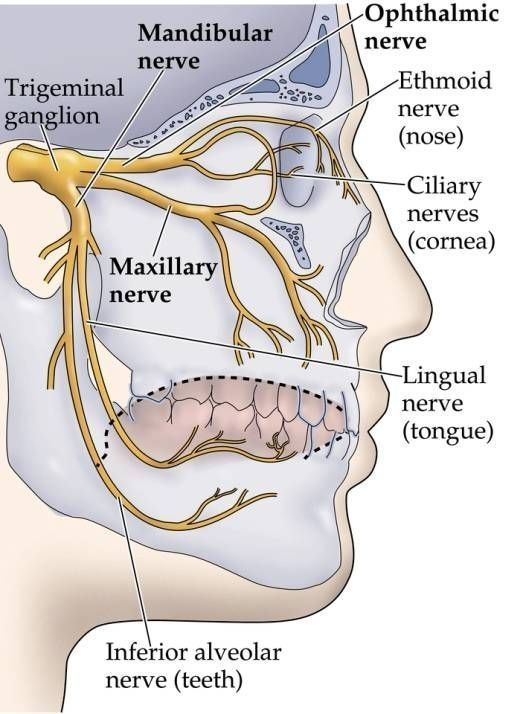 Ophthalmic
nerve
Mandibular
nerve
Trigeminal
ganglion
Ethmoid
nerve
(nose)
Ciliary
nerves
(cornea)
Maxillary
nerve
Lingual
nerve
(tongue)
Inferior alveolar
nerve (teeth)